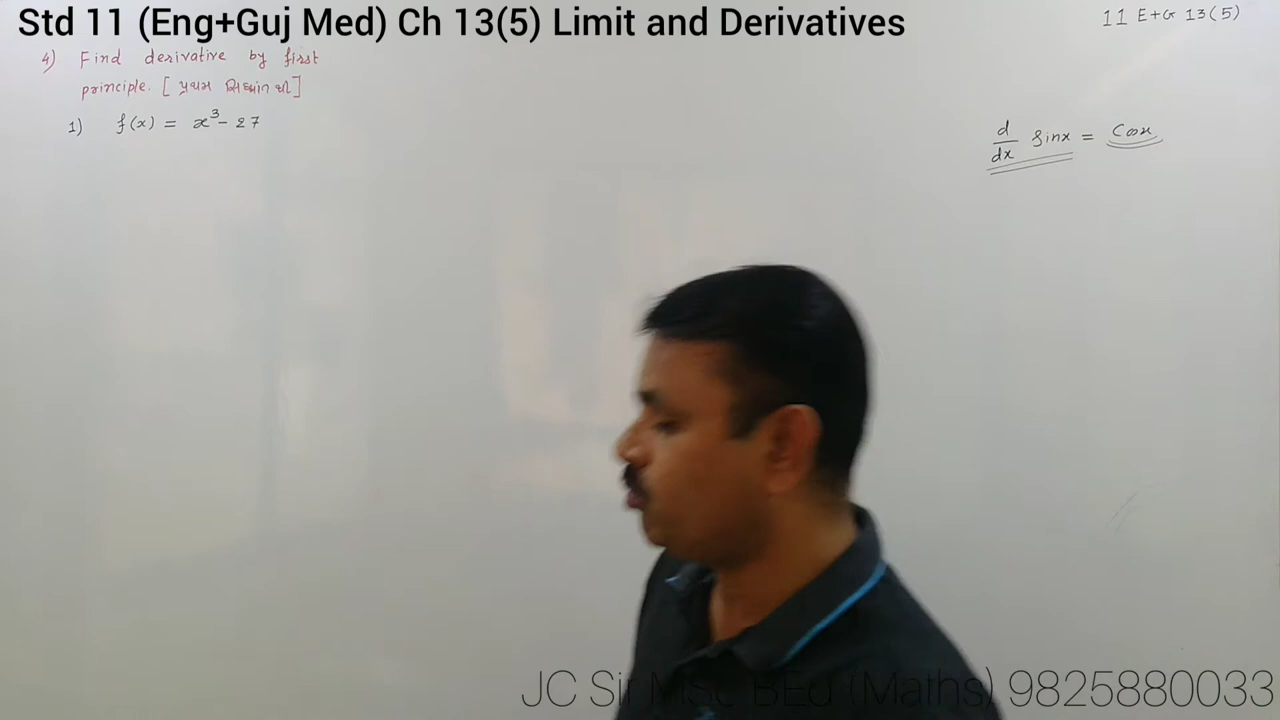 Std 11 (Eng+Guj Med) Ch 13(5) Limit and Derivatives
11 E+G 13(5)
4) Find derivative by first
principle. [પ્રથમ સિદ્ધાંત થી]
1) f(x) = x³ - 27
d/dx sinx = cosx
JC Sir MSc BEd (Maths) 9825880033